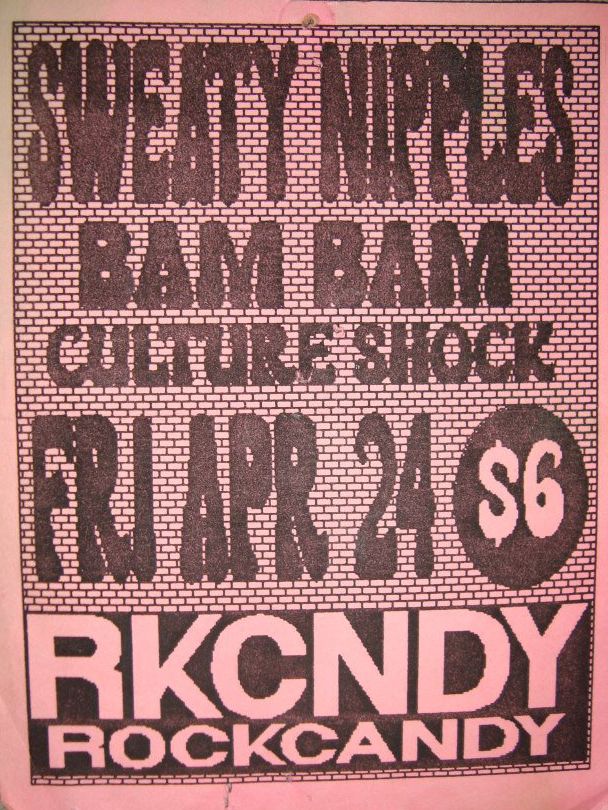 SWEATY NIPPLES
BAM BAM
CULTURE SHOCK
FRI APR 24 $6
RKCNDY
ROCKCANDY